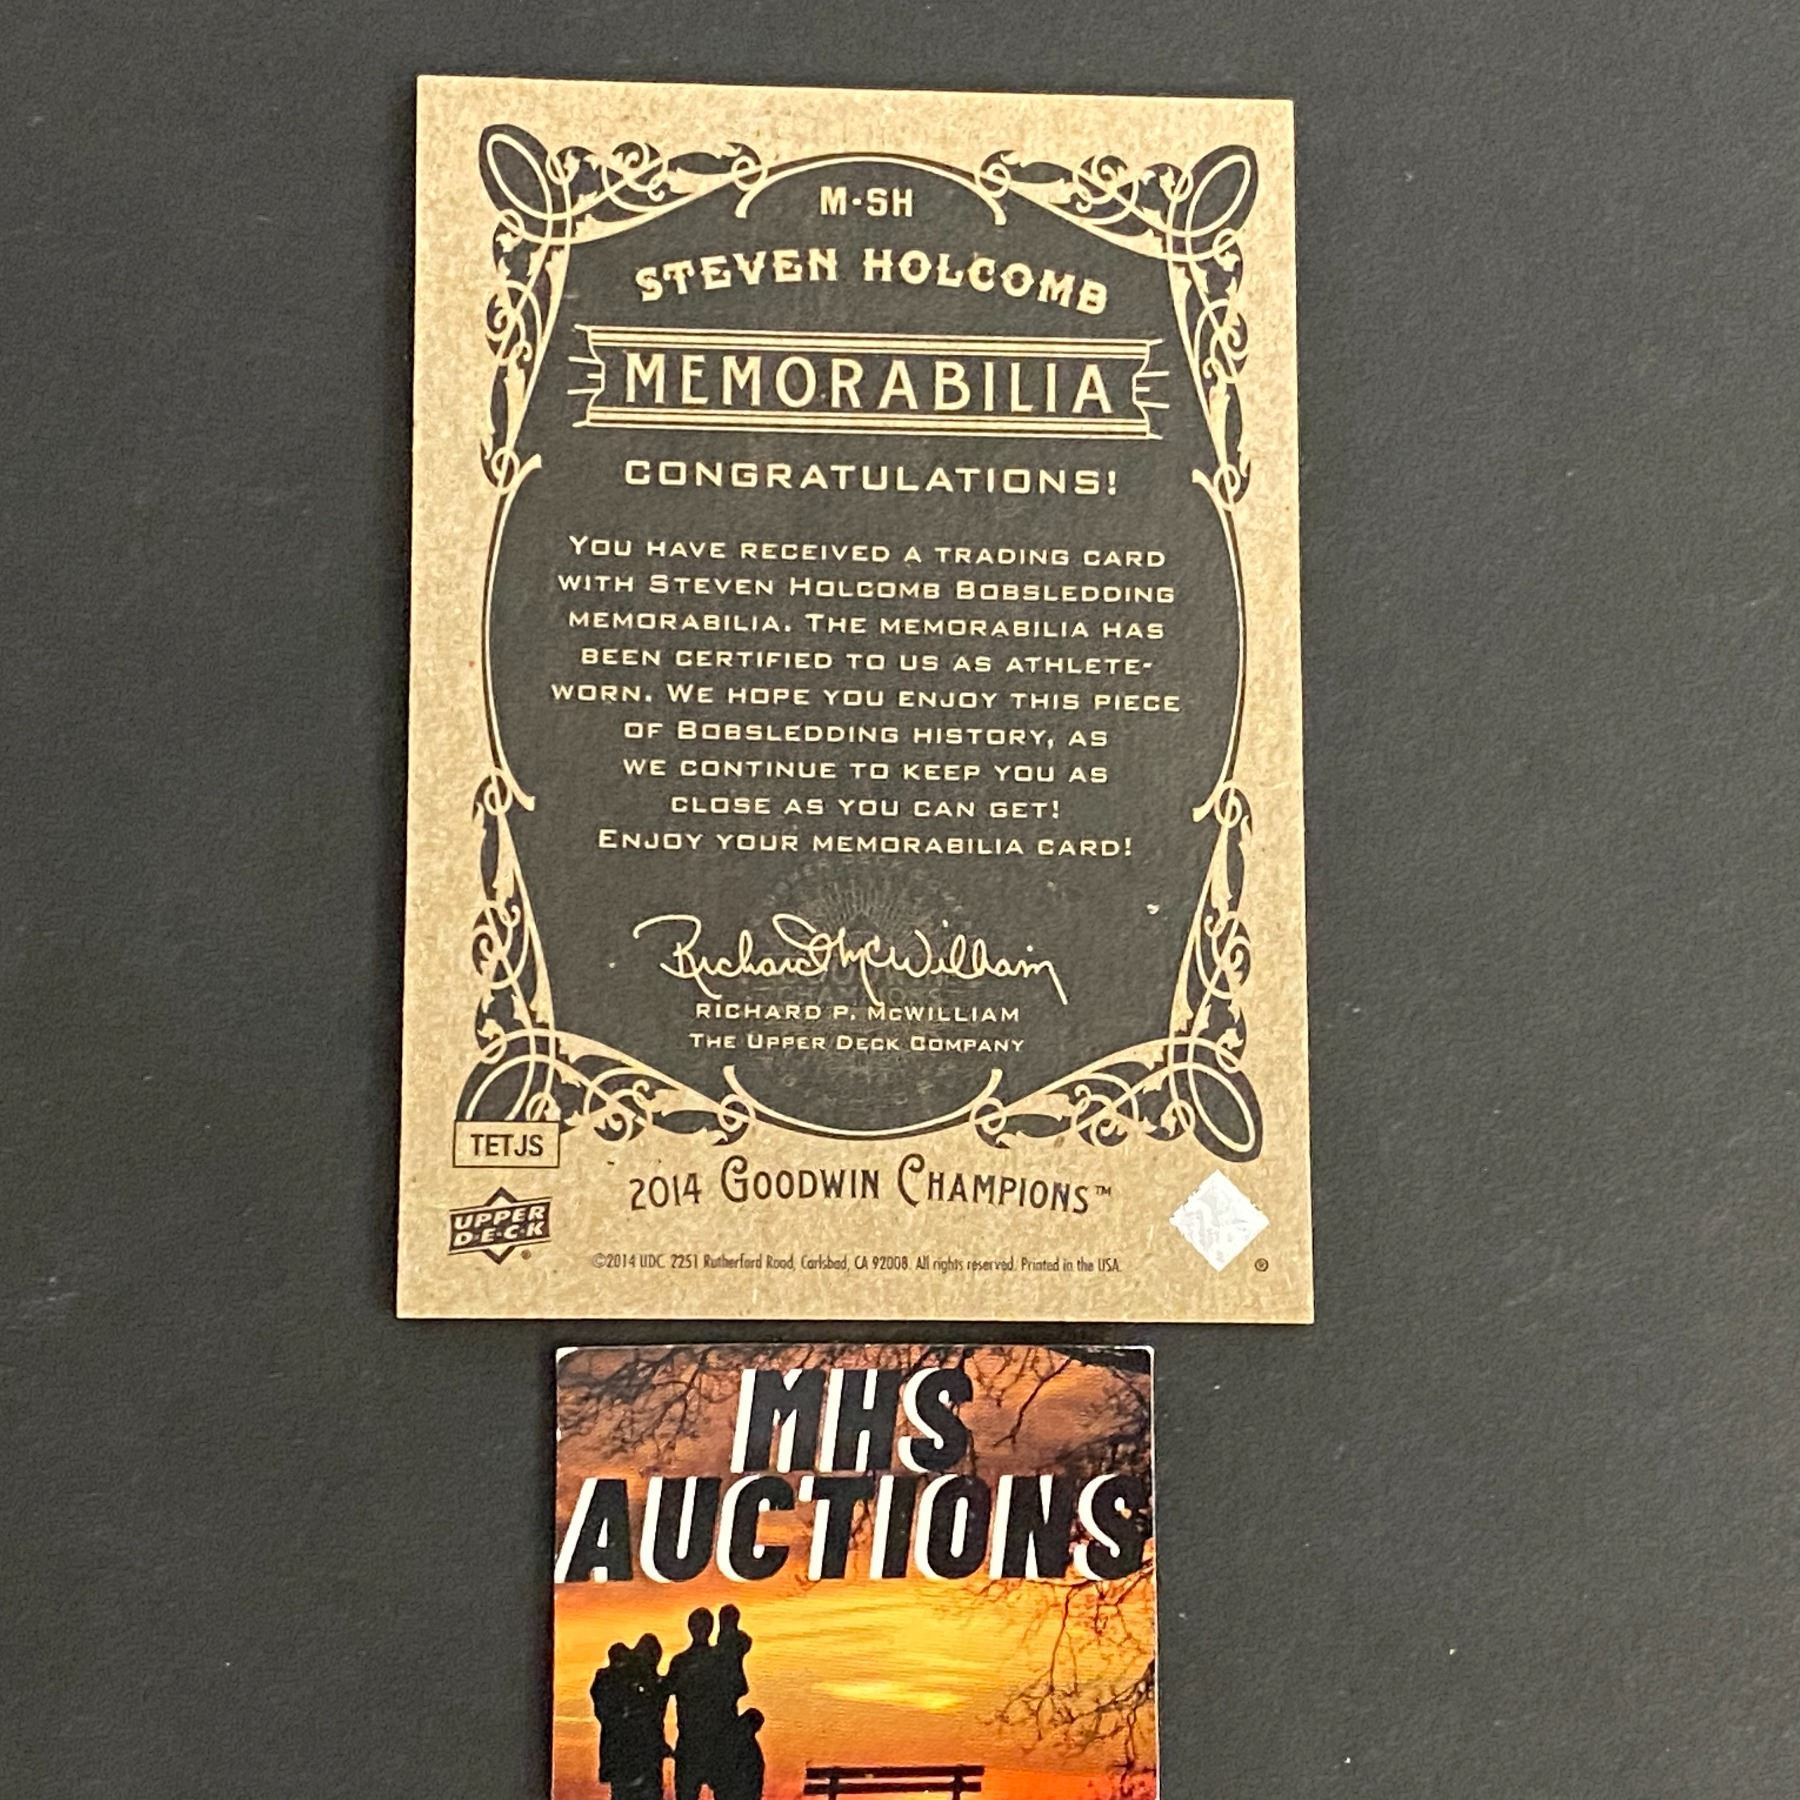 M-SH
STEVEN HOLCOMB
MEMORABILIA
CONGRATULATIONS!
YOU HAVE RECEIVED A TRADING CARD
WITH STEVEN HOLCOMB BOBSLEDDING
MEMORABILIA. THE MEMORABILIA HAS
BEEN CERTIFIED TO US AS ATHLETE-
WORN. WE HOPE YOU ENJOY THIS PIECE
OF BOBSLEDDING HISTORY, AS
WE CONTINUE TO KEEP YOU AS
CLOSE AS YOU CAN GET!
ENJOY YOUR MEMORABILIA CARD!
Richard McWilliam
RICHARD P. MCWILLIAM
THE UPPER DECK COMPANY
TETJS
2014 GOODWIN CHAMPIONS™
UPPER
D·E·C·K ®
©2014 UDC. 2251 Rutherford Road, Carlsbad, CA 92008. All rights reserved. Printed in the USA.
MHS
AUCTIONS